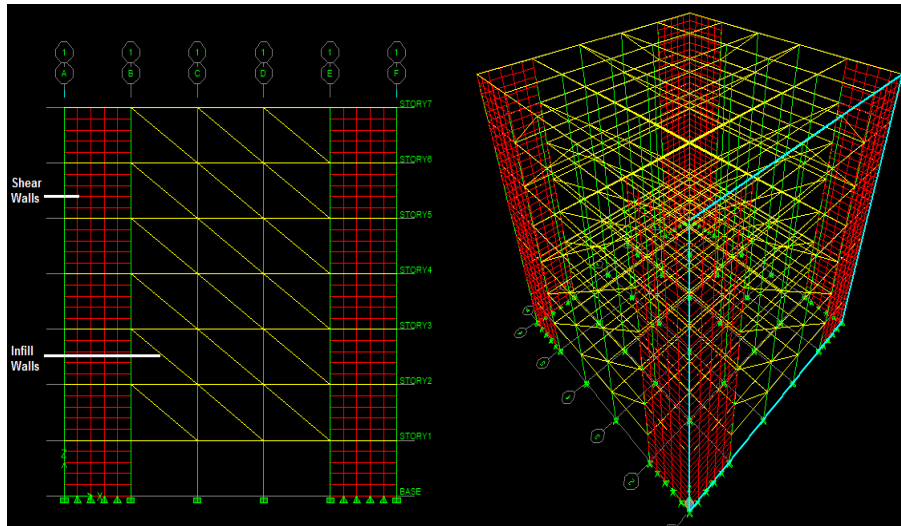 1 1 1 1 1 1
A B C D E F
STORY7
STORY6
Shear
Walls
STORY5
STORY4
STORY3
Infill
Walls
STORY2
STORY1
Z
X
BASE